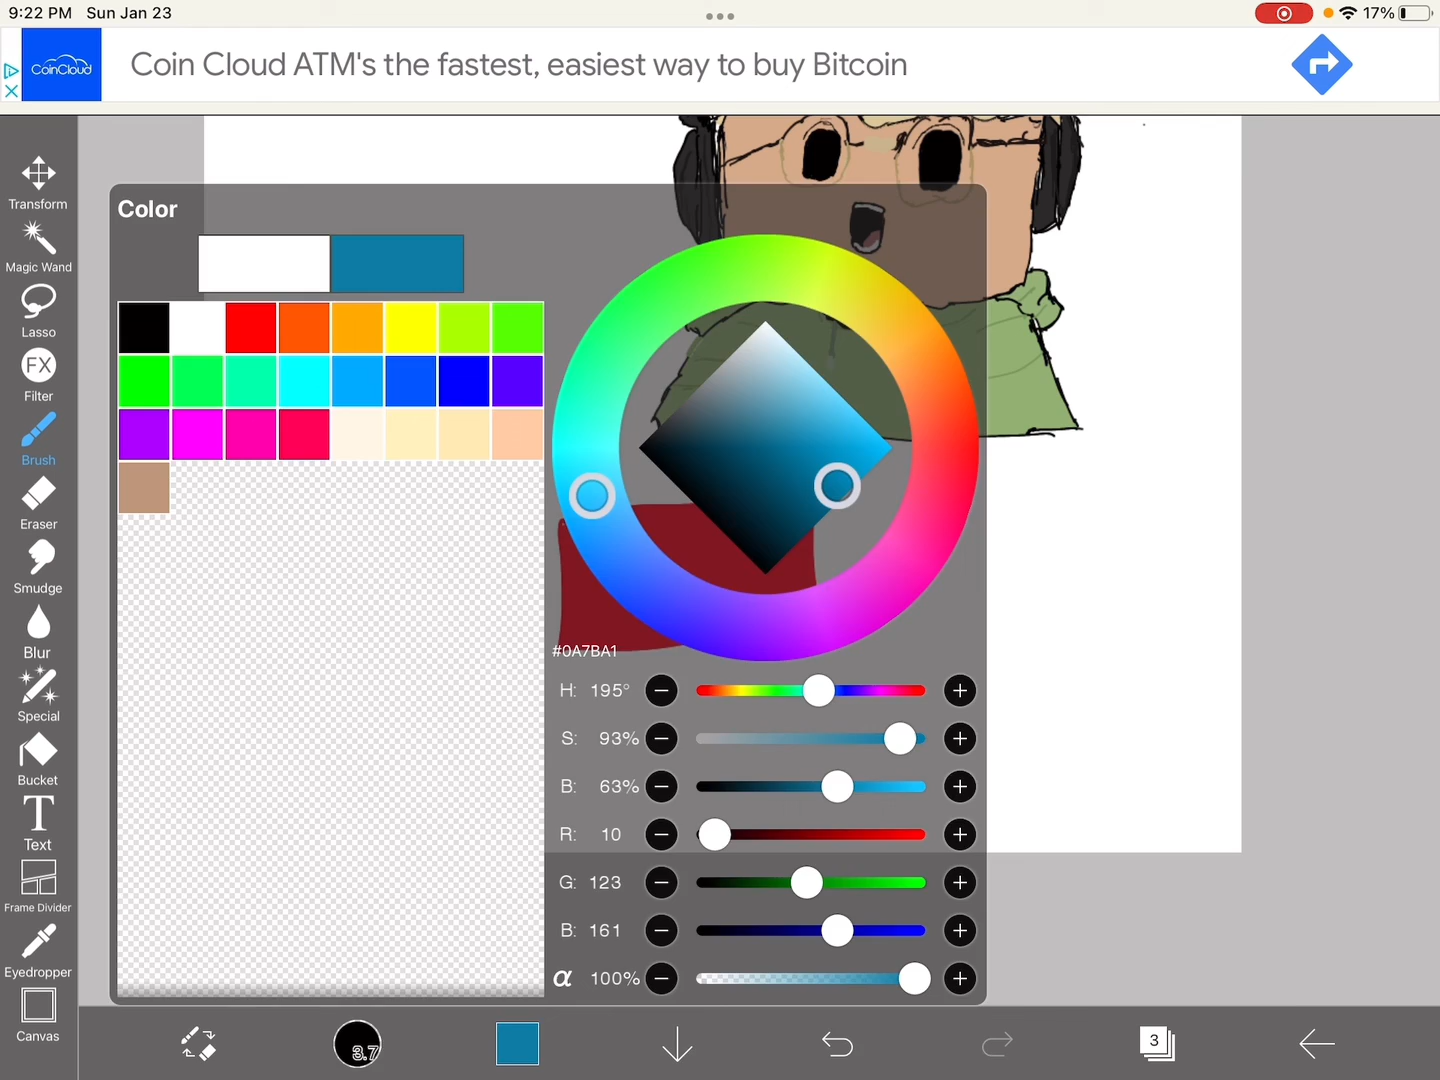 9:22 PM Sun Jan 23
17%
CoinCloud
Coin Cloud ATM's the fastest, easiest way to buy Bitcoin
Transform
Magic Wand
Lasso
FX
Filter
Brush
Eraser
Smudge
Blur
Special
Bucket
T
Text
Frame Divider
Eyedropper
Canvas
Color
#0A7BA1
H: 195°
S: 93%
B: 63%
R: 10
G: 123
B: 161
α 100%
3.7
3